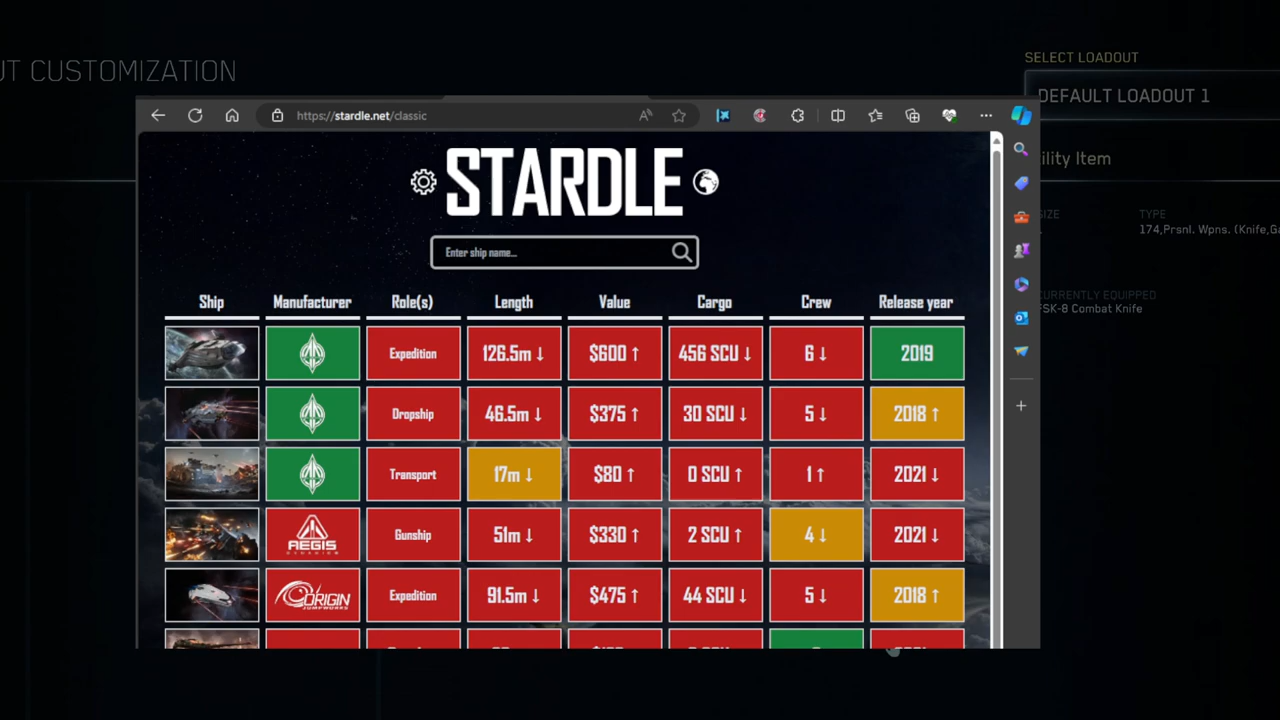 UT CUSTOMIZATION
SELECT LOADOUT
DEFAULT LOADOUT 1
ility Item
SIZE
TYPE
174,Prsnl. Wpns. (Knife,Ga
CURRENTLY EQUIPPED
FSK-8 Combat Knife
https://stardle.net/classic
STARDLE
Enter ship name...
Ship Manufacturer Role(s) Length Value Cargo Crew Release year
Expedition 126.5m ↓ $600 ↑ 456 SCU ↓ 6 ↓ 2019
Dropship 46.5m ↓ $375 ↑ 30 SCU ↓ 5 ↓ 2018 ↑
Transport 17m ↓ $80 ↑ 0 SCU ↑ 1 ↑ 2021 ↓
AEGIS DYNAMICS Gunship 51m ↓ $330 ↑ 2 SCU ↑ 4 ↓ 2021 ↓
ORIGIN JUMPWORKS Expedition 91.5m ↓ $475 ↑ 44 SCU ↓ 5 ↓ 2018 ↑